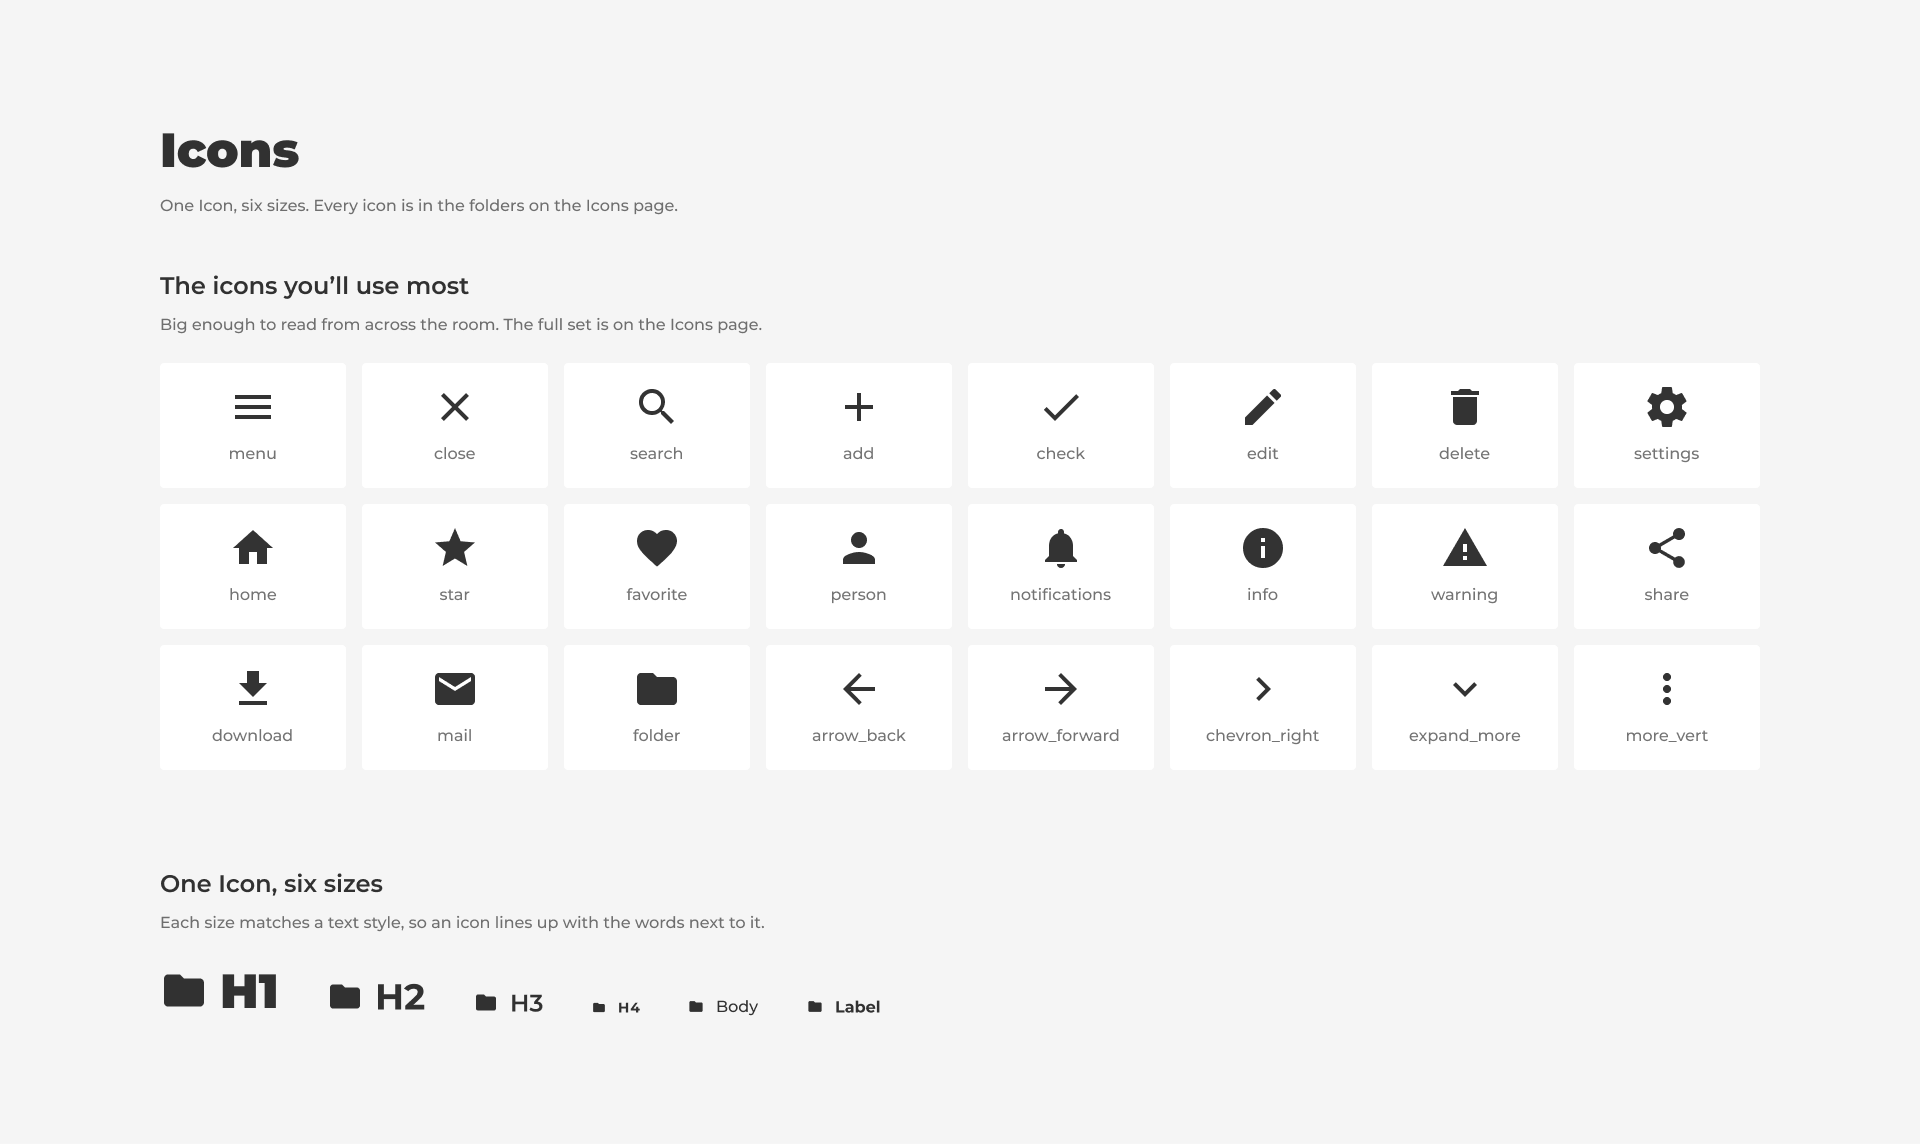 Icons
One Icon, six sizes. Every icon is in the folders on the Icons page.
The icons you’ll use most
Big enough to read from across the room. The full set is on the Icons page.
menu close search add check edit delete settings
home star favorite person notifications info warning share
download mail folder arrow_back arrow_forward chevron_right expand_more more_vert
One Icon, six sizes
Each size matches a text style, so an icon lines up with the words next to it.
H1 H2 H3 H4 Body Label